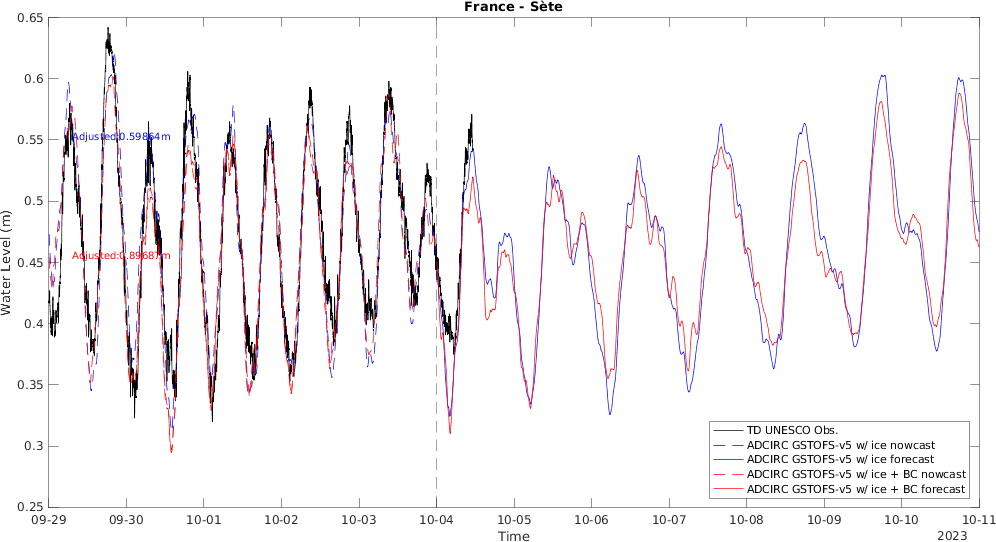 France - Sète
0.65
0.6
0.55
0.5
0.45
0.4
0.35
0.3
0.25
Water Level (m)
Adjusted:0.59864m
Adjusted:0.89687m
TD UNESCO Obs.
ADCIRC GSTOFS-v5 w/ ice nowcast
ADCIRC GSTOFS-v5 w/ ice forecast
ADCIRC GSTOFS-v5 w/ ice + BC nowcast
ADCIRC GSTOFS-v5 w/ ice + BC forecast
09-29 09-30 10-01 10-02 10-03 10-04 10-05 10-06 10-07 10-08 10-09 10-10 10-11
Time
2023